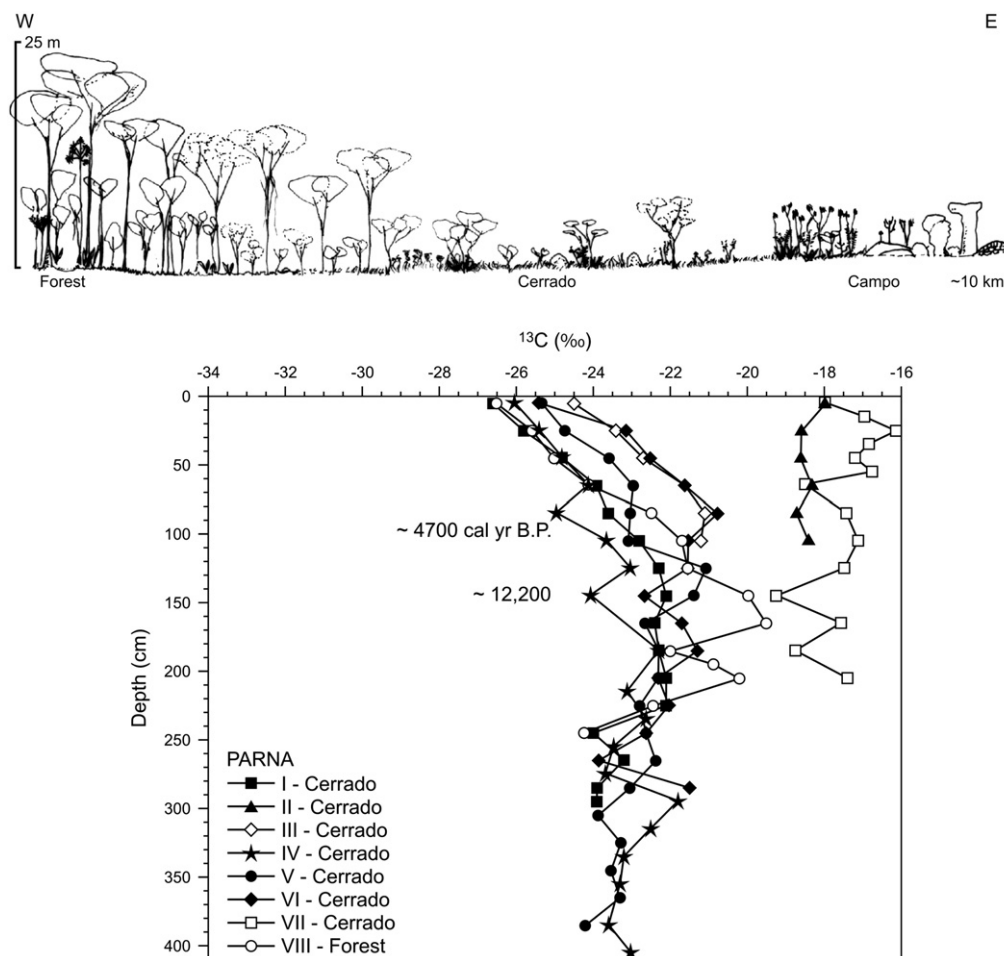 W E
25 m
Forest Cerrado Campo ~10 km
¹³C (‰)
-34 -32 -30 -28 -26 -24 -22 -20 -18 -16
0
50
~ 4700 cal yr B.P.
100
~ 12,200
150
Depth (cm)
200
250
300
350
400
PARNA
I - Cerrado
II - Cerrado
III - Cerrado
IV - Cerrado
V - Cerrado
VI - Cerrado
VII - Cerrado
VIII - Forest